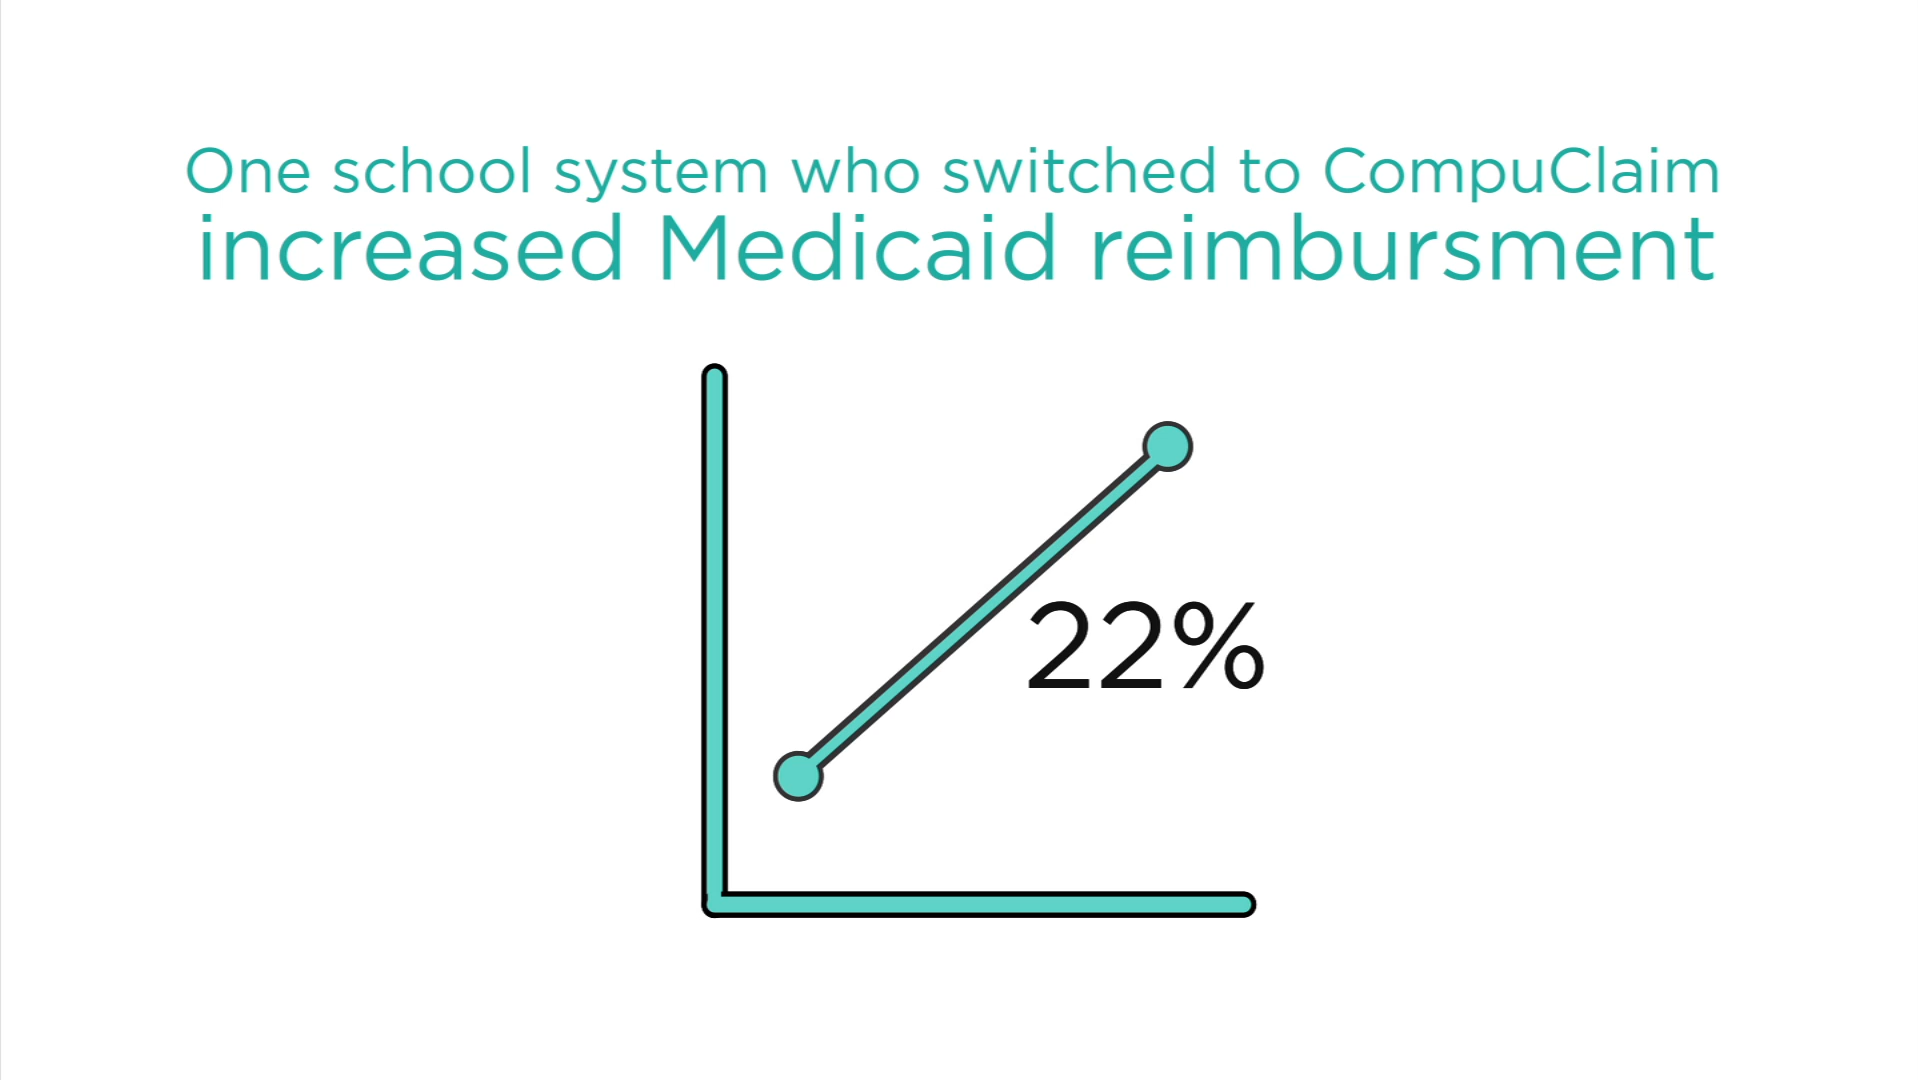 One school system who switched to CompuClaim
increased Medicaid reimbursment
22%